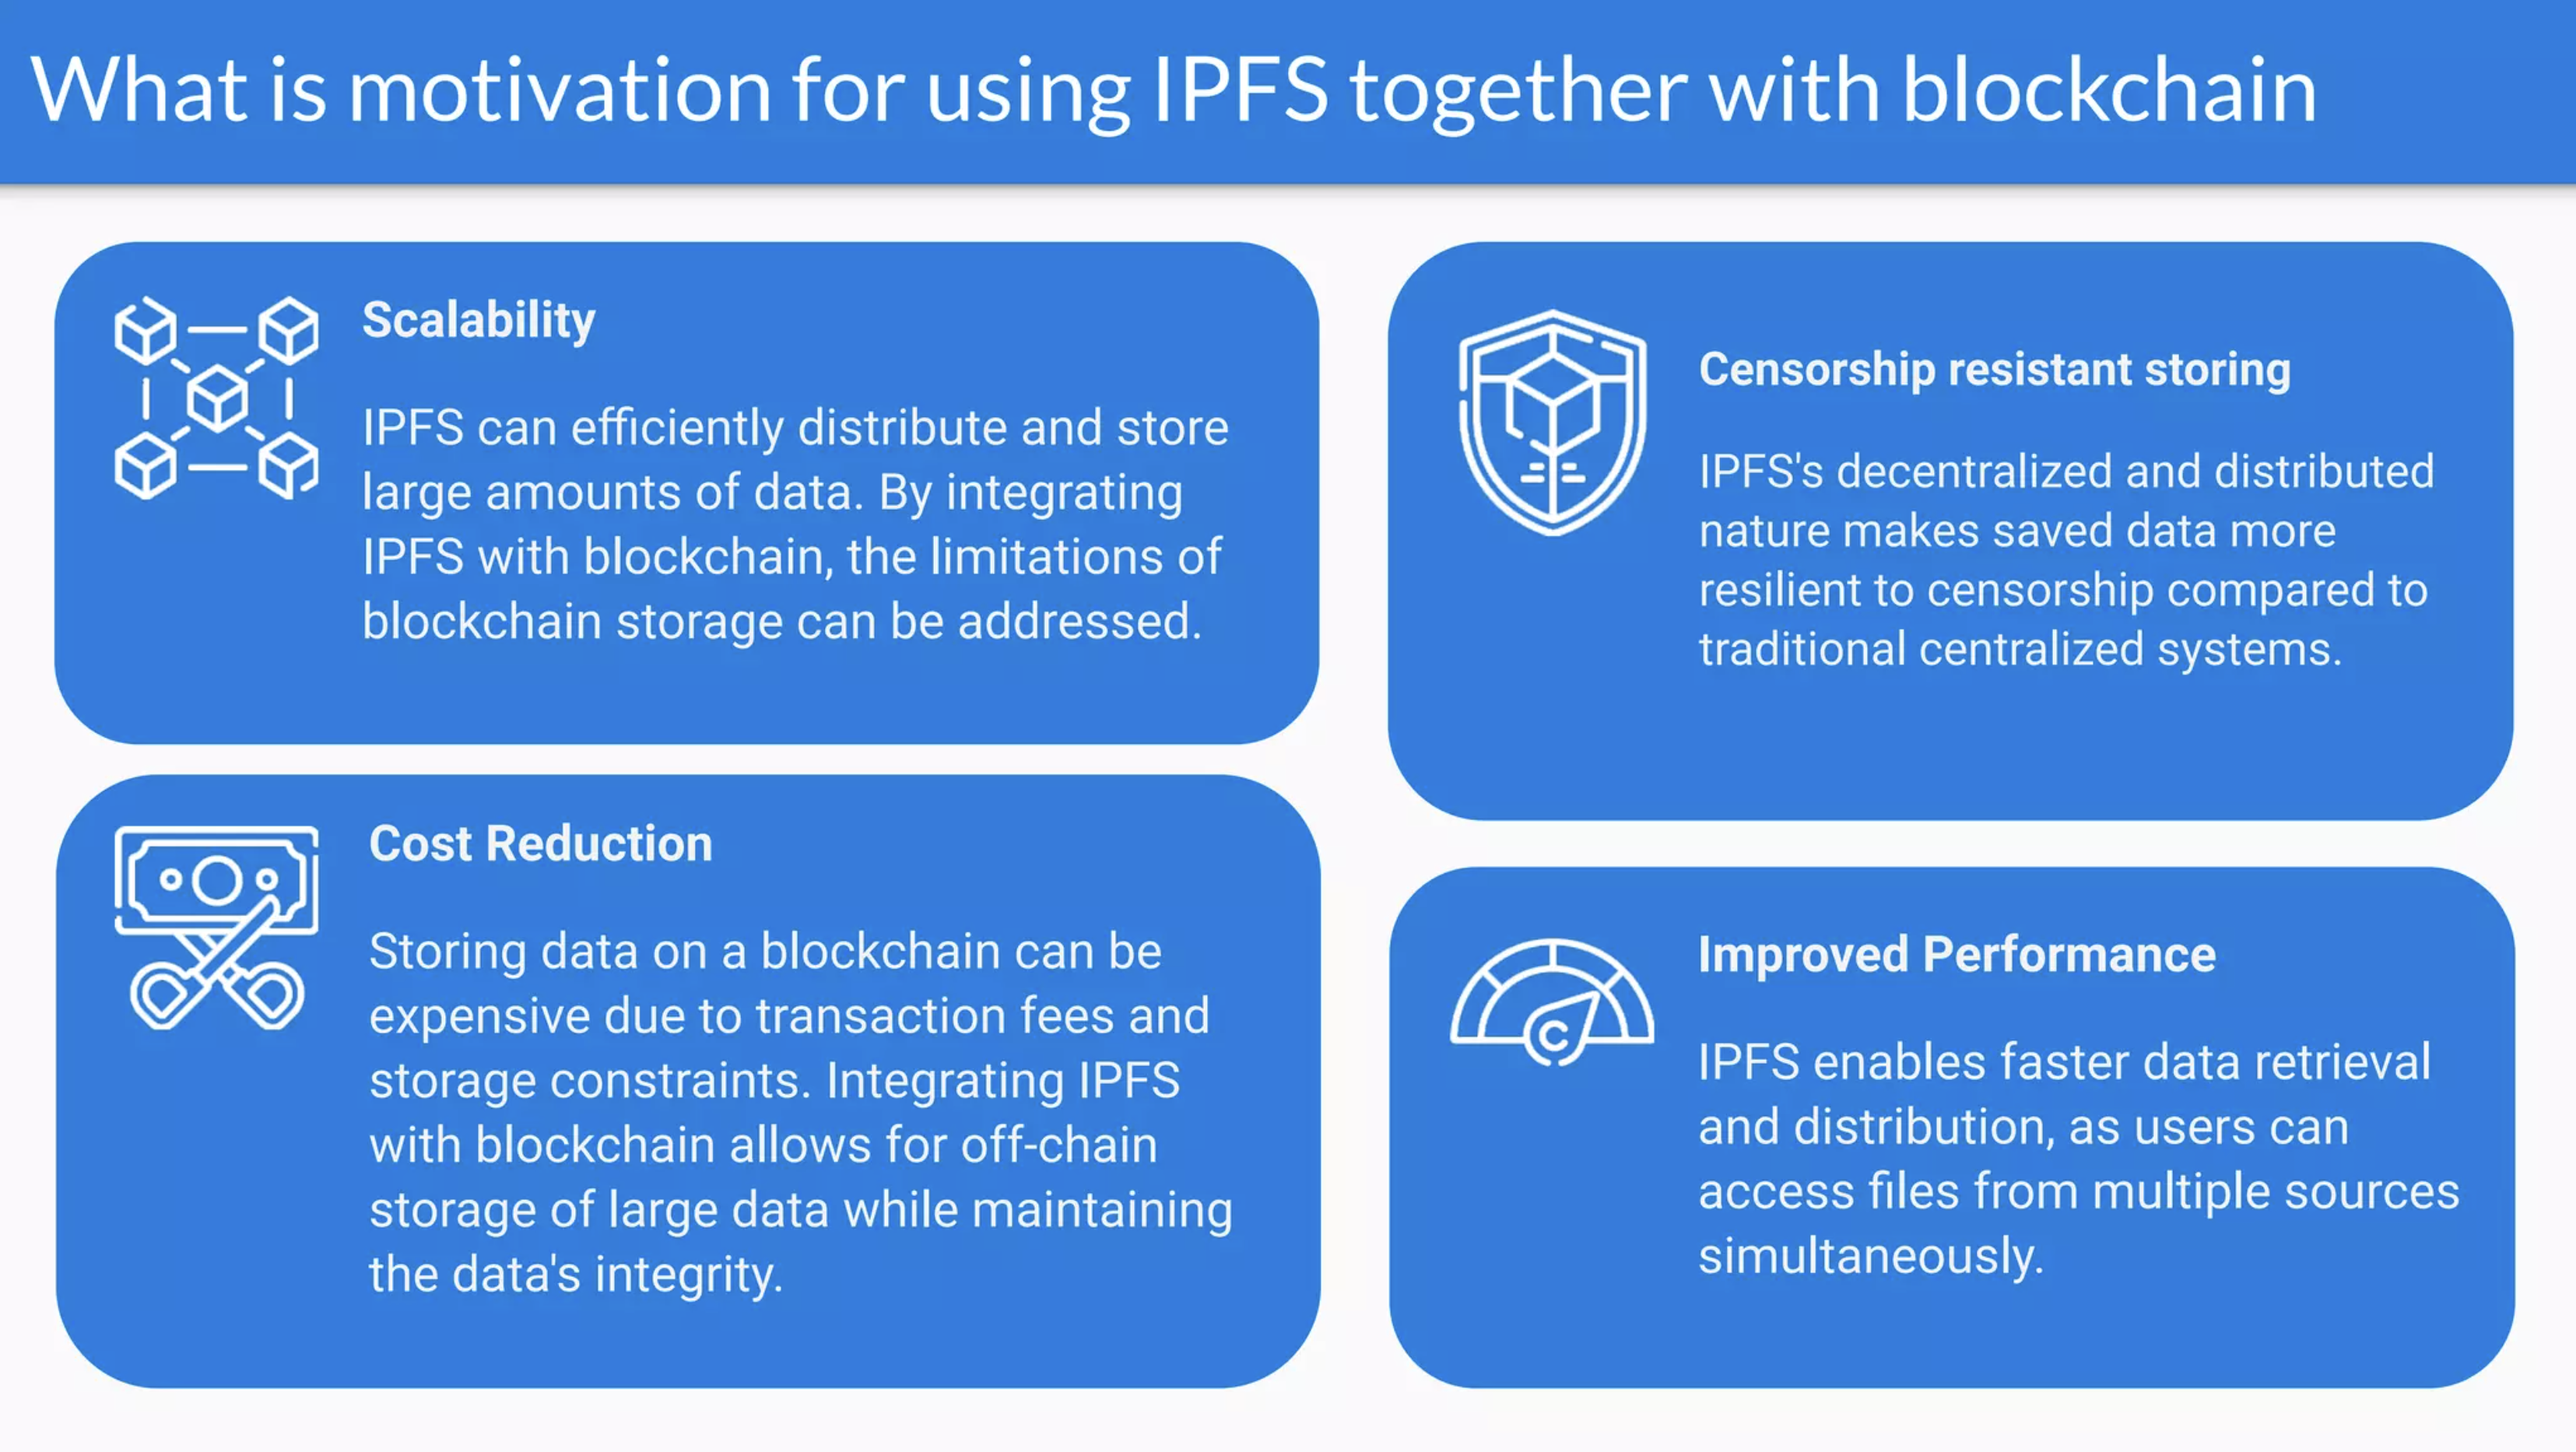 What is motivation for using IPFS together with blockchain
Scalability
IPFS can efficiently distribute and store
large amounts of data. By integrating
IPFS with blockchain, the limitations of
blockchain storage can be addressed.
Censorship resistant storing
IPFS's decentralized and distributed
nature makes saved data more
resilient to censorship compared to
traditional centralized systems.
Cost Reduction
Storing data on a blockchain can be
expensive due to transaction fees and
storage constraints. Integrating IPFS
with blockchain allows for off-chain
storage of large data while maintaining
the data's integrity.
Improved Performance
IPFS enables faster data retrieval
and distribution, as users can
access files from multiple sources
simultaneously.